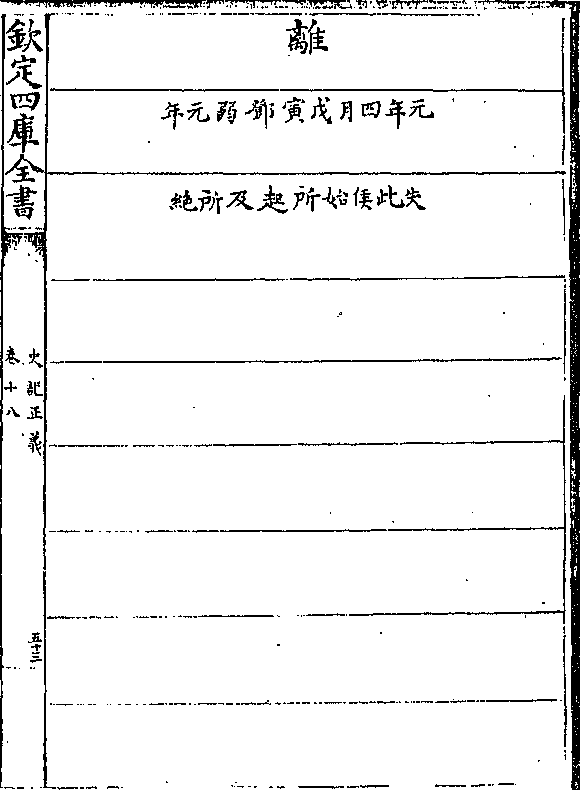 離
元年四月戊寅鄧弱元年
失此侯始所起及所絶
欽定四庫全書
史記正義
卷十八
五十三